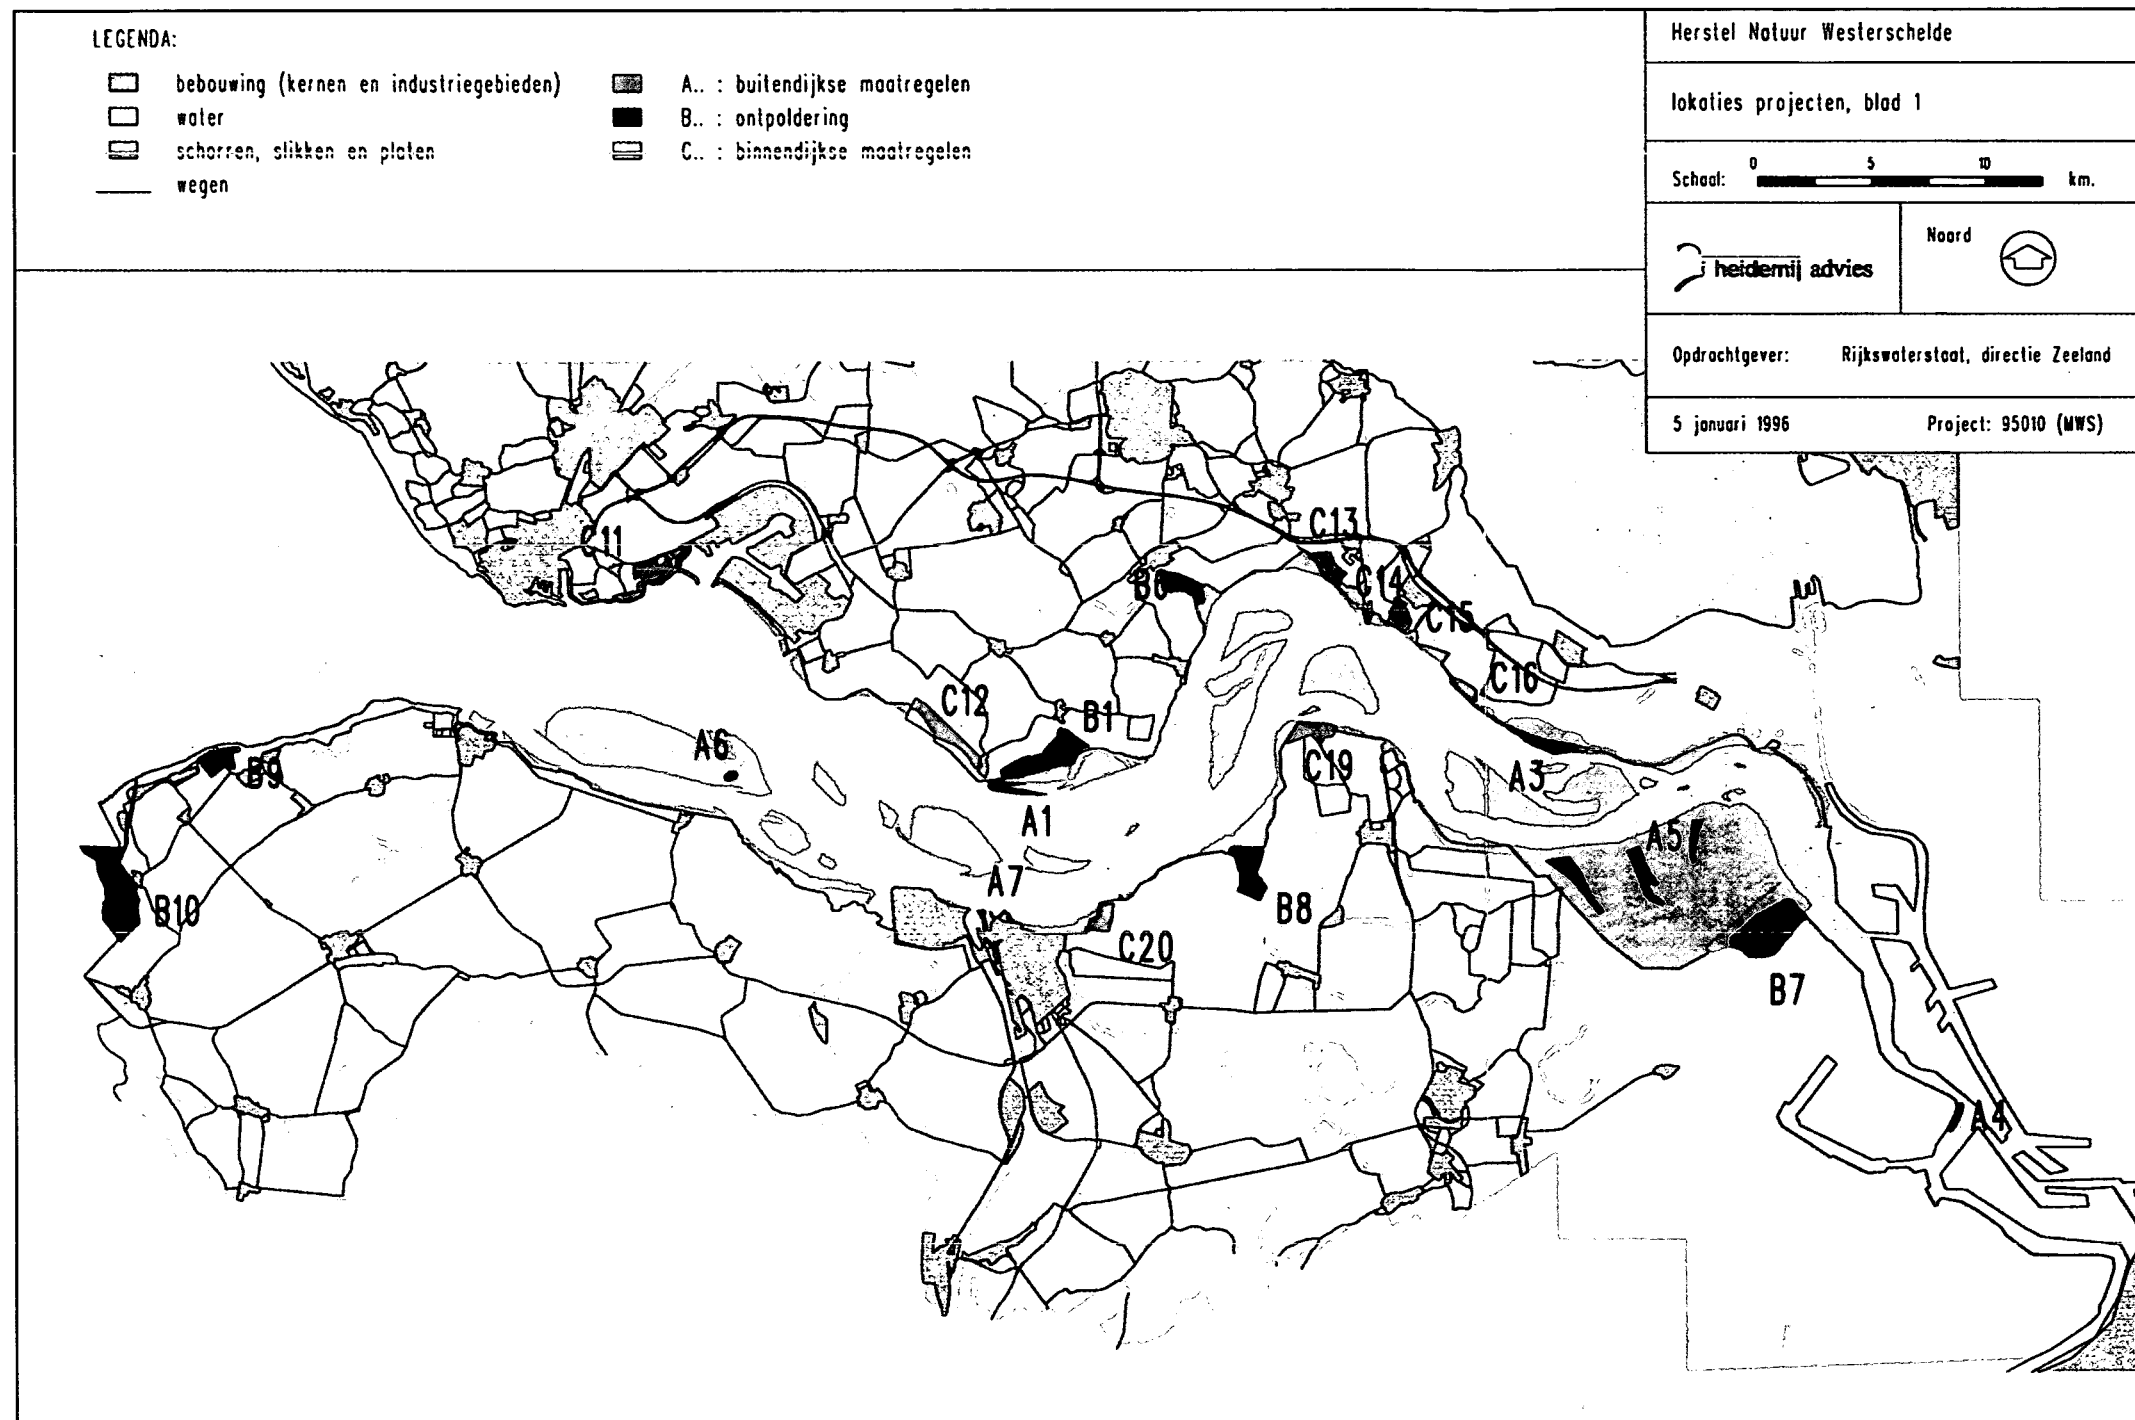 LEGENDA:
bebouwing (kernen en industriegebieden)
water
schorren, slikken en platen
wegen
A.. : buitendijkse maatregelen
B.. : ontpoldering
C.. : binnendijkse maatregelen
Herstel Natuur Westerschelde
lokaties projecten, blad 1
Schaal: 0 5 10 km.
heidemij advies
Noord
Opdrachtgever: Rijkswaterstaat, directie Zeeland
5 januari 1996 Project: 95010 (MWS)
C11
C13
C14
B6
C15
C16
C12
B1
A6
B9
C19
A3
A1
A5
A7
B10
B8
C20
B7
A4